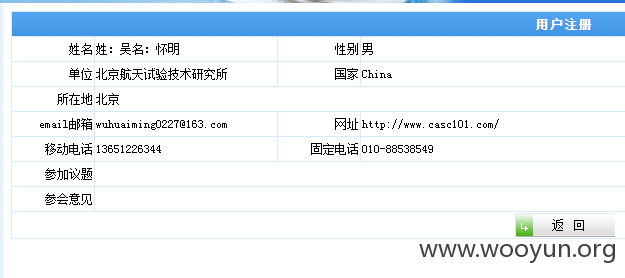 用户注册
姓名 姓：吴名：怀明 性别 男
单位 北京航天试验技术研究所 国家 China
所在地 北京
email邮箱 wuhuaiming0227@163.com 网址 http://www.casc101.com/
移动电话 13651226344 固定电话 010-88538549
参加议题
参会意见
返 回
www.wooyun.org